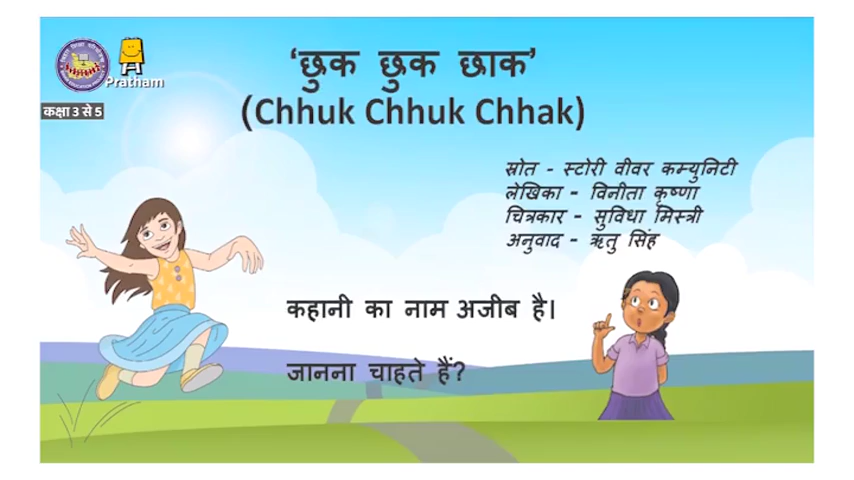 Pratham
कक्षा 3 से 5
‘छुक छुक छाक’
(Chhuk Chhuk Chhak)
स्रोत - स्टोरी वीवर कम्युनिटी
लेखिका - विनीता कृष्णा
चित्रकार - सुविधा मिस्त्री
अनुवाद - ऋतु सिंह
कहानी का नाम अजीब है।
जानना चाहते हैं?